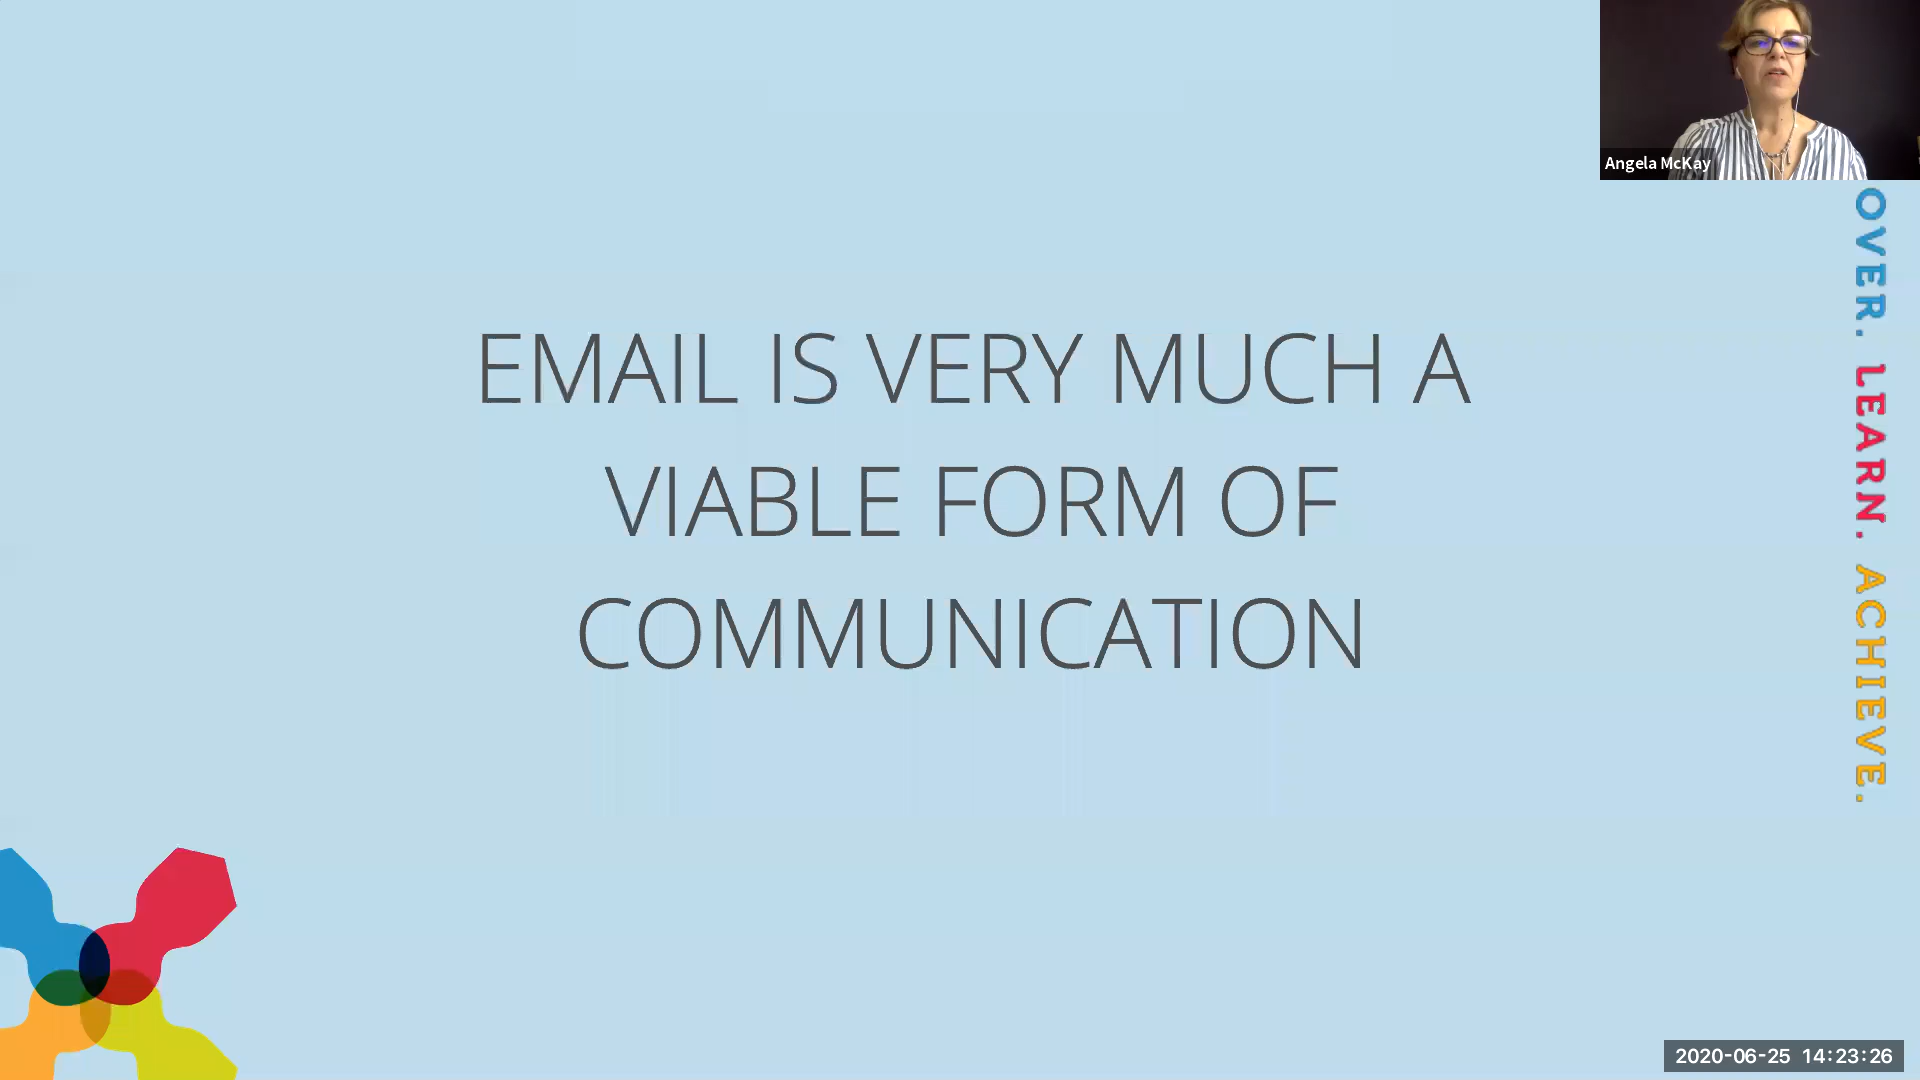 Angela McKay
EMAIL IS VERY MUCH A
VIABLE FORM OF
COMMUNICATION
OVER. LEARN. ACHIEVE.
2020-06-25 14:23:26